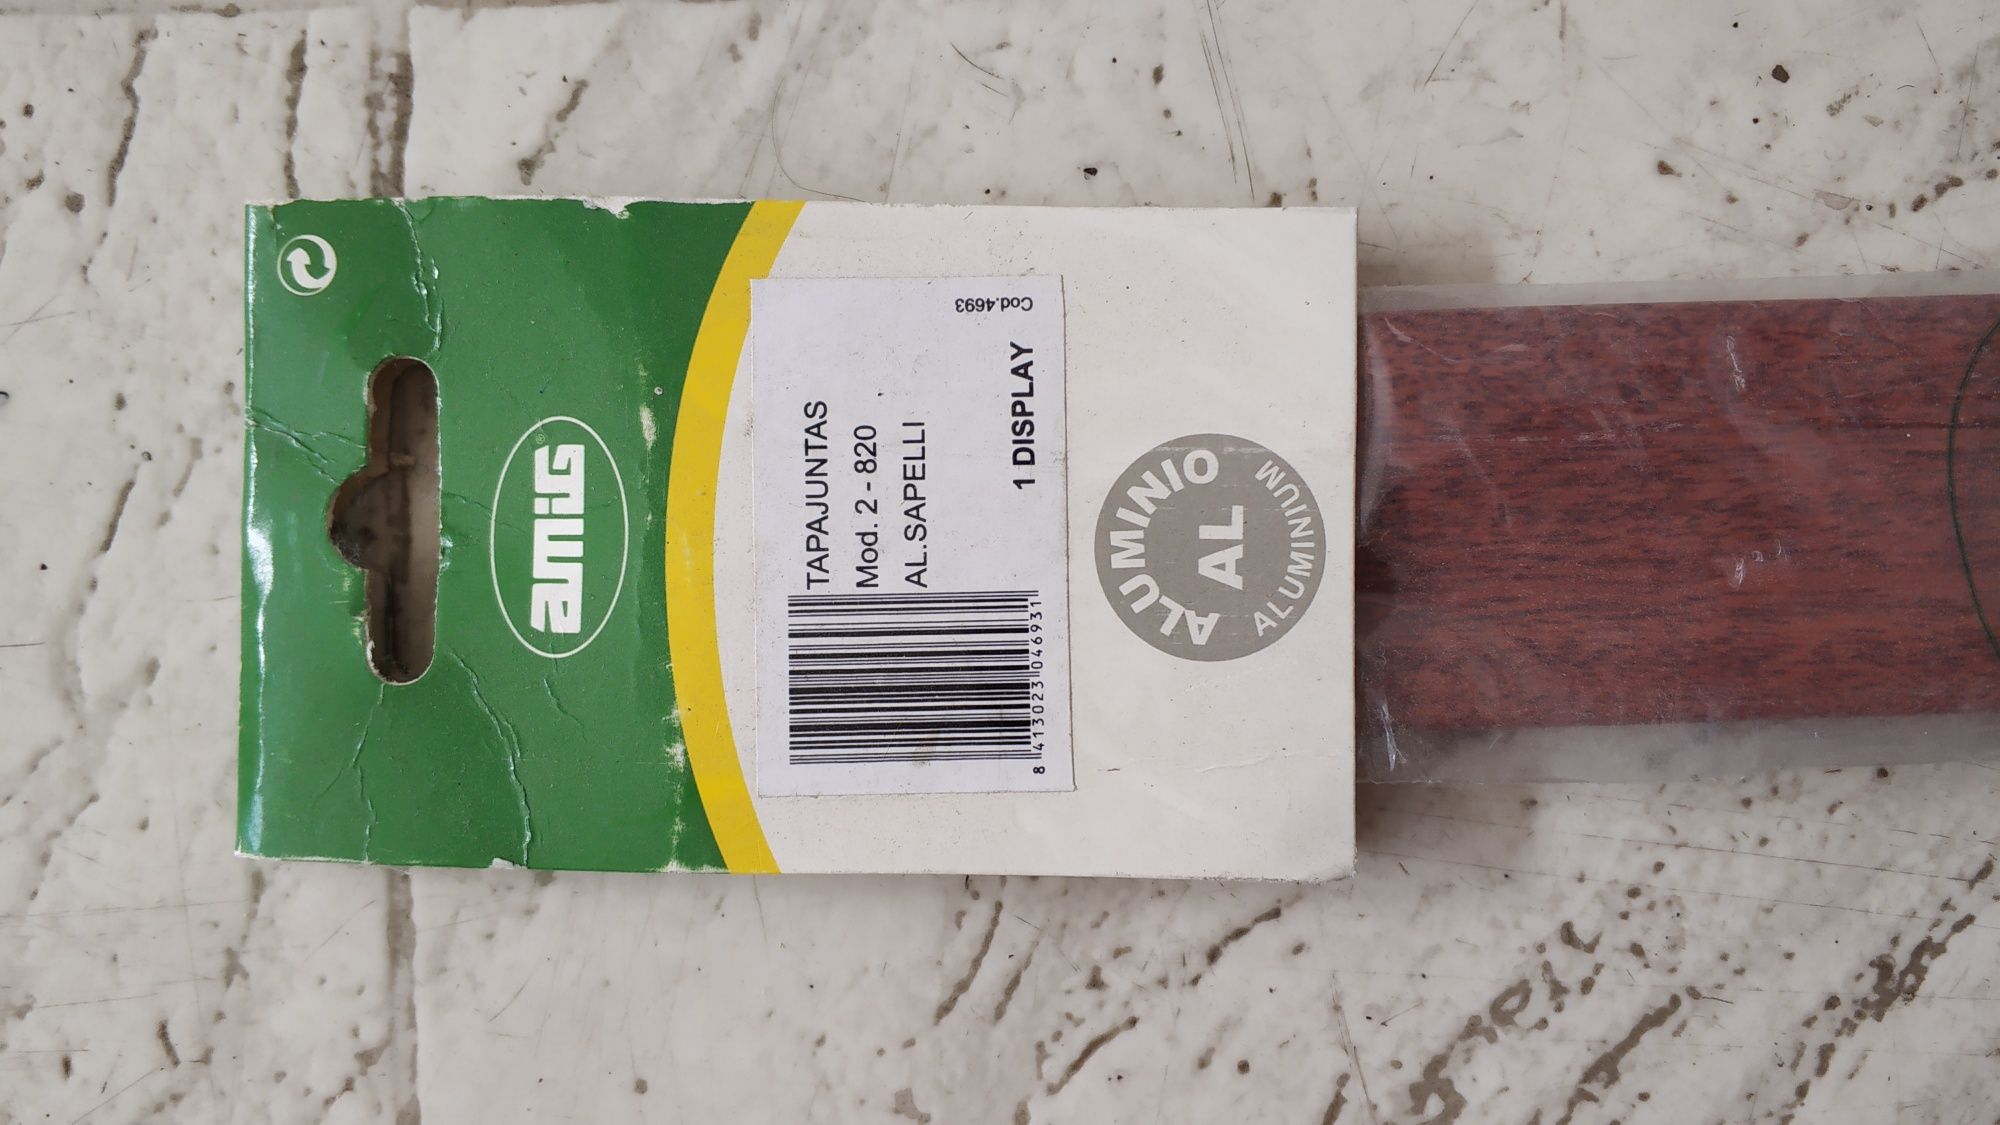 AMIG®
TAPAJUNTAS
Mod. 2 - 820
AL.SAPELLI
1 DISPLAY
Cod.4693
8 413023 046931
ALUMINIO
AL
ALUMINIUM